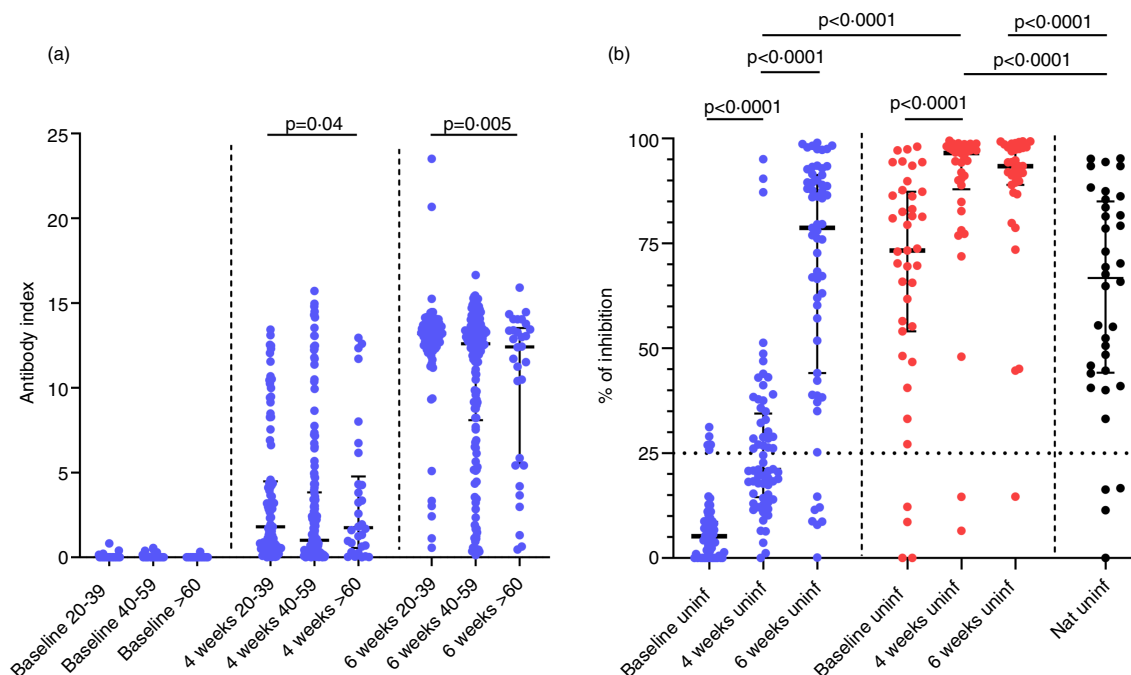 (a)
Antibody index
25
20
15
10
5
0
p=0·04
p=0·005
Baseline 20-39
Baseline 40-59
Baseline >60
4 weeks 20-39
4 weeks 40-59
4 weeks >60
6 weeks 20-39
6 weeks 40-59
6 weeks >60
(b)
p<0·0001
p<0·0001
p<0·0001
p<0·0001
p<0·0001
p<0·0001
% of inhibition
100
75
50
25
0
Baseline uninf
4 weeks uninf
6 weeks uninf
Baseline uninf
4 weeks uninf
6 weeks uninf
Nat uninf